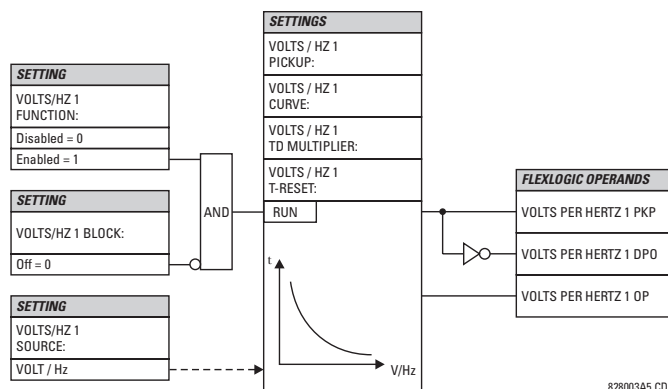 SETTING
VOLTS/HZ 1
FUNCTION:
Disabled = 0
Enabled = 1
SETTING
VOLTS/HZ 1 BLOCK:
Off = 0
SETTING
VOLTS/HZ 1
SOURCE:
VOLT / Hz
AND
SETTINGS
VOLTS / HZ 1
PICKUP:
VOLTS / HZ 1
CURVE:
VOLTS / HZ 1
TD MULTIPLIER:
VOLTS / HZ 1
T-RESET:
RUN
t
V/Hz
FLEXLOGIC OPERANDS
VOLTS PER HERTZ 1 PKP
VOLTS PER HERTZ 1 DPO
VOLTS PER HERTZ 1 OP
828003A5.CDR